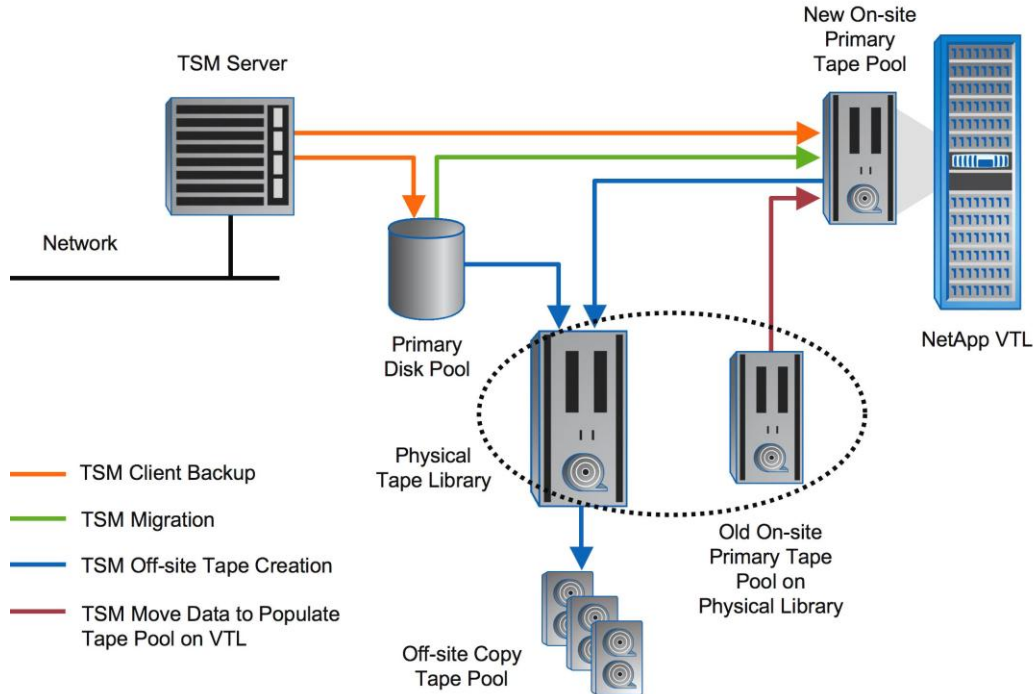 TSM Server
New On-site
Primary
Tape Pool
Network
NetApp VTL
Primary
Disk Pool
Physical
Tape Library
TSM Client Backup
TSM Migration
TSM Off-site Tape Creation
TSM Move Data to Populate
Tape Pool on VTL
Old On-site
Primary Tape
Pool on
Physical Library
Off-site Copy
Tape Pool